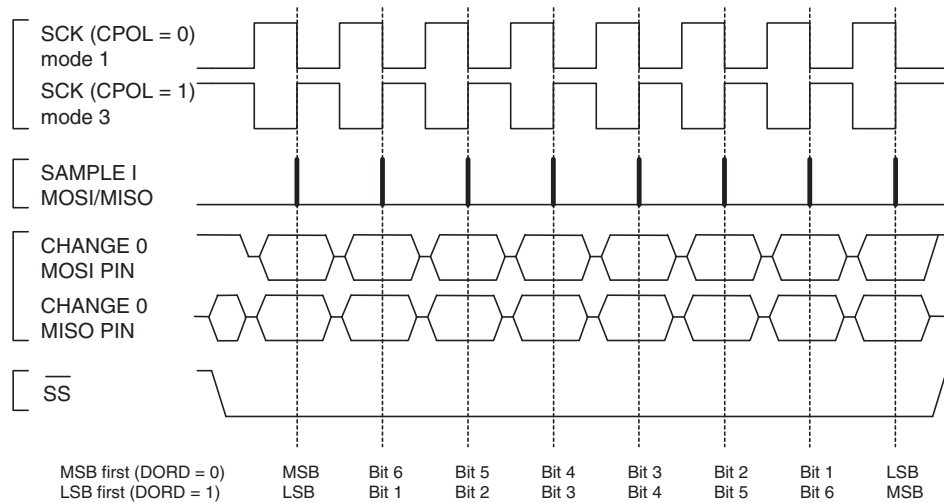 SCK (CPOL = 0)
mode 1
SCK (CPOL = 1)
mode 3
SAMPLE I
MOSI/MISO
CHANGE 0
MOSI PIN
CHANGE 0
MISO PIN
SS
MSB first (DORD = 0) MSB Bit 6 Bit 5 Bit 4 Bit 3 Bit 2 Bit 1 LSB
LSB first (DORD = 1) LSB Bit 1 Bit 2 Bit 3 Bit 4 Bit 5 Bit 6 MSB